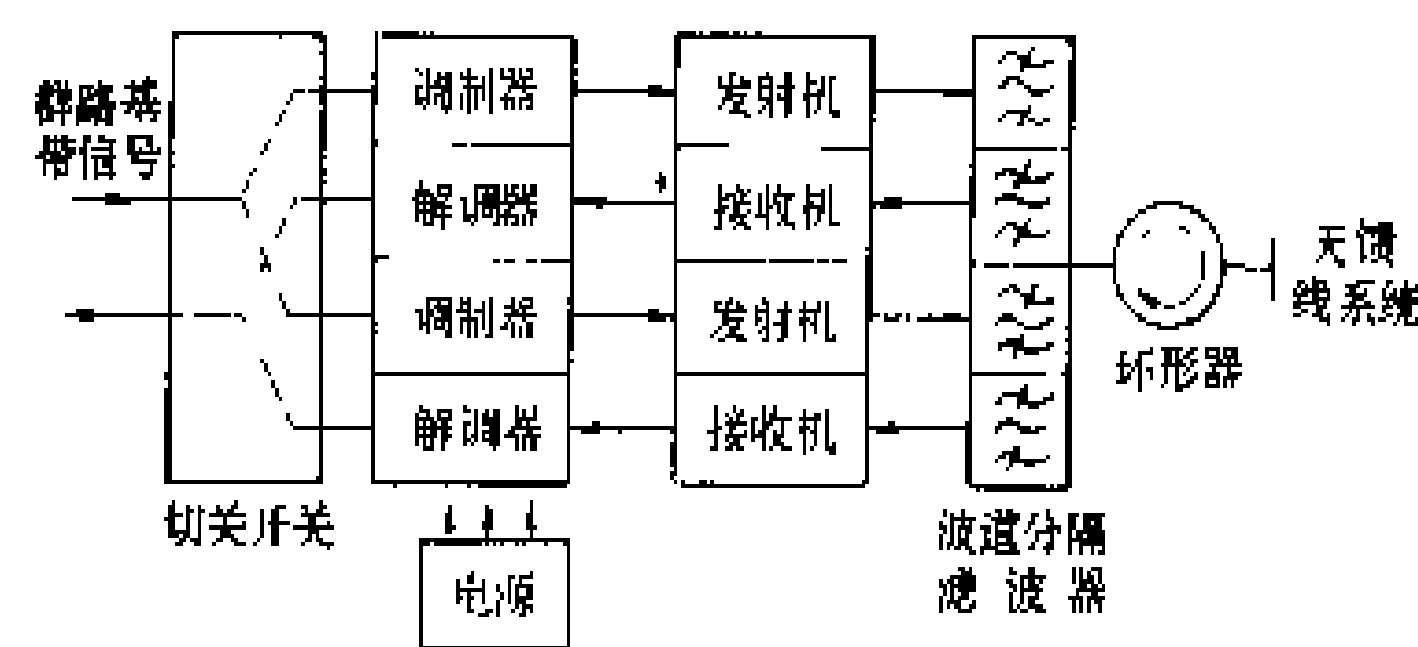 群路基
带信号
调制器
发射机
解调器
接收机
调制器
发射机
解调器
接收机
天馈
线系统
环形器
切关开关
波道分隔
滤波器
电源